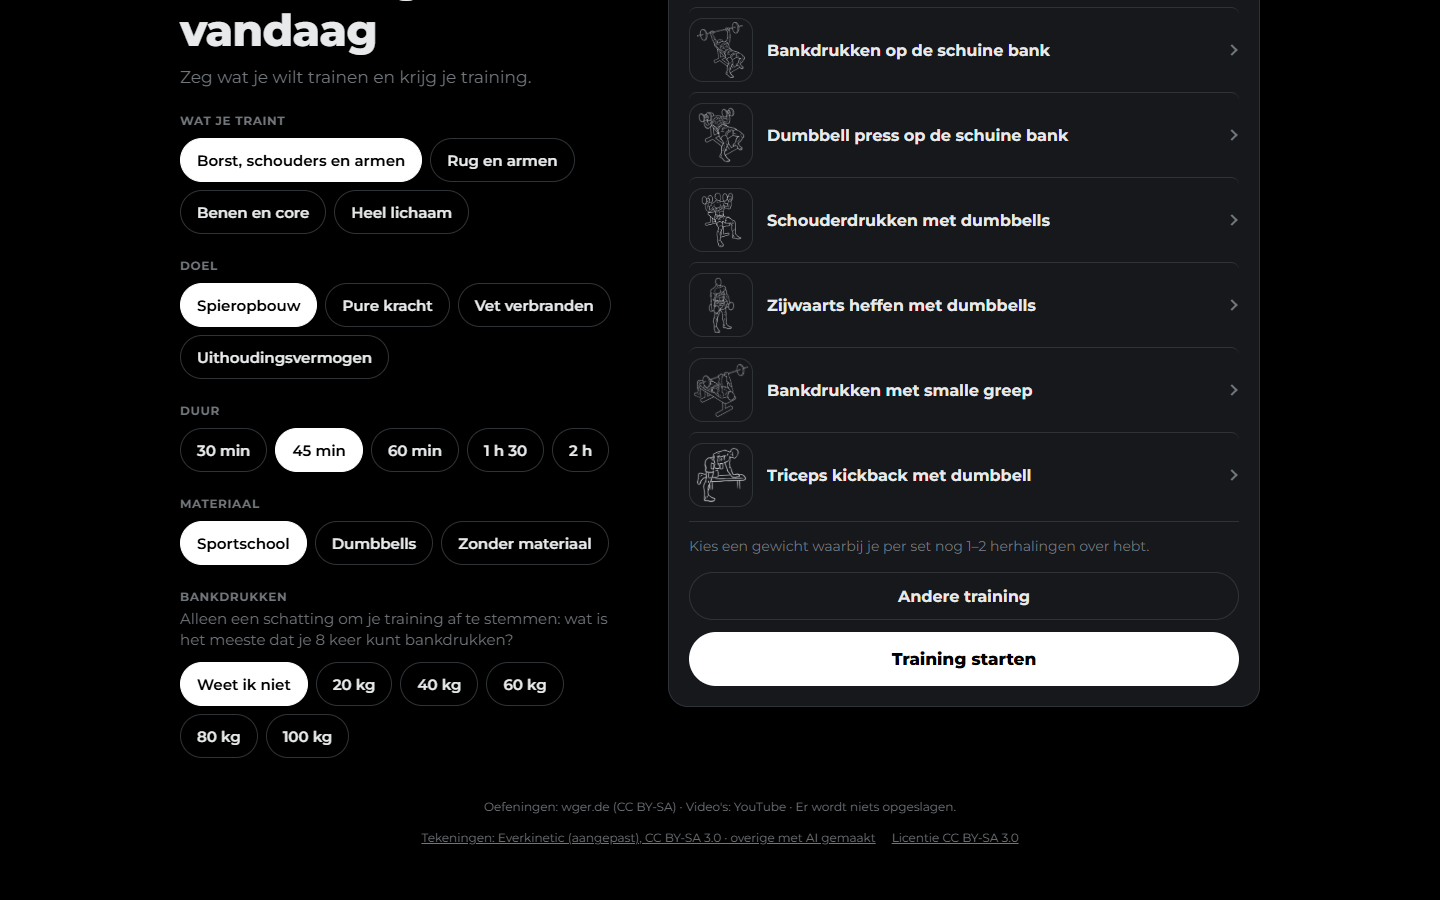 vandaag
Zeg wat je wilt trainen en krijg je training.
WAT JE TRAINT
Borst, schouders en armen
Rug en armen
Benen en core
Heel lichaam
DOEL
Spieropbouw
Pure kracht
Vet verbranden
Uithoudingsvermogen
DUUR
30 min
45 min
60 min
1 h 30
2 h
MATERIAAL
Sportschool
Dumbbells
Zonder materiaal
BANKDRUKKEN
Alleen een schatting om je training af te stemmen: wat is
het meeste dat je 8 keer kunt bankdrukken?
Weet ik niet
20 kg
40 kg
60 kg
80 kg
100 kg
Bankdrukken op de schuine bank
Dumbbell press op de schuine bank
Schouderdrukken met dumbbells
Zijwaarts heffen met dumbbells
Bankdrukken met smalle greep
Triceps kickback met dumbbell
Kies een gewicht waarbij je per set nog 1–2 herhalingen over hebt.
Andere training
Training starten
Oefeningen: wger.de (CC BY-SA) · Video's: YouTube · Er wordt niets opgeslagen.
Tekeningen: Everkinetic (aangepast), CC BY-SA 3.0 · overige met AI gemaakt
Licentie CC BY-SA 3.0